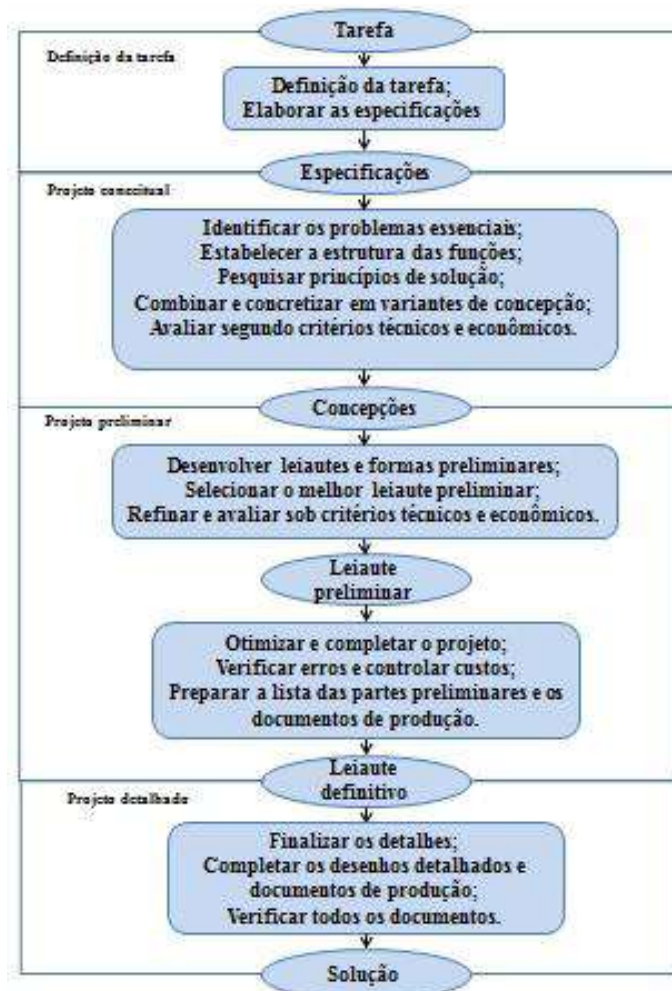 Tarefa
Definição da tarefa
Definição da tarefa;
Elaborar as especificações
Especificações
Projeto conceitual
Identificar os problemas essenciais;
Estabelecer a estrutura das funções;
Pesquisar princípios de solução;
Combinar e concretizar em variantes de concepção;
Avaliar segundo critérios técnicos e econômicos.
Concepções
Projeto preliminar
Desenvolver leiautes e formas preliminares;
Selecionar o melhor leiaute preliminar;
Refinar e avaliar sob critérios técnicos e econômicos.
Leiaute
preliminar
Otimizar e completar o projeto;
Verificar erros e controlar custos;
Preparar a lista das partes preliminares e os
documentos de produção.
Leiaute
definitivo
Projeto detalhado
Finalizar os detalhes;
Completar os desenhos detalhados e
documentos de produção;
Verificar todos os documentos.
Solução